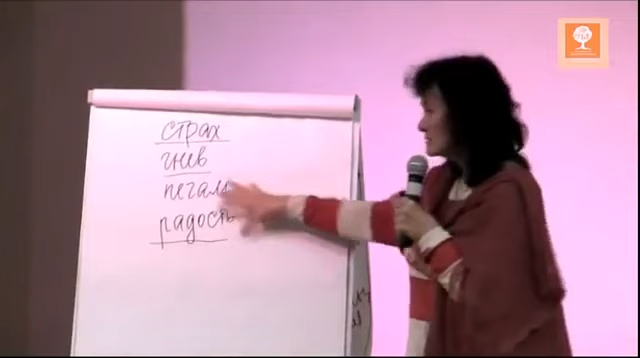 страх
гнев
печаль
радость